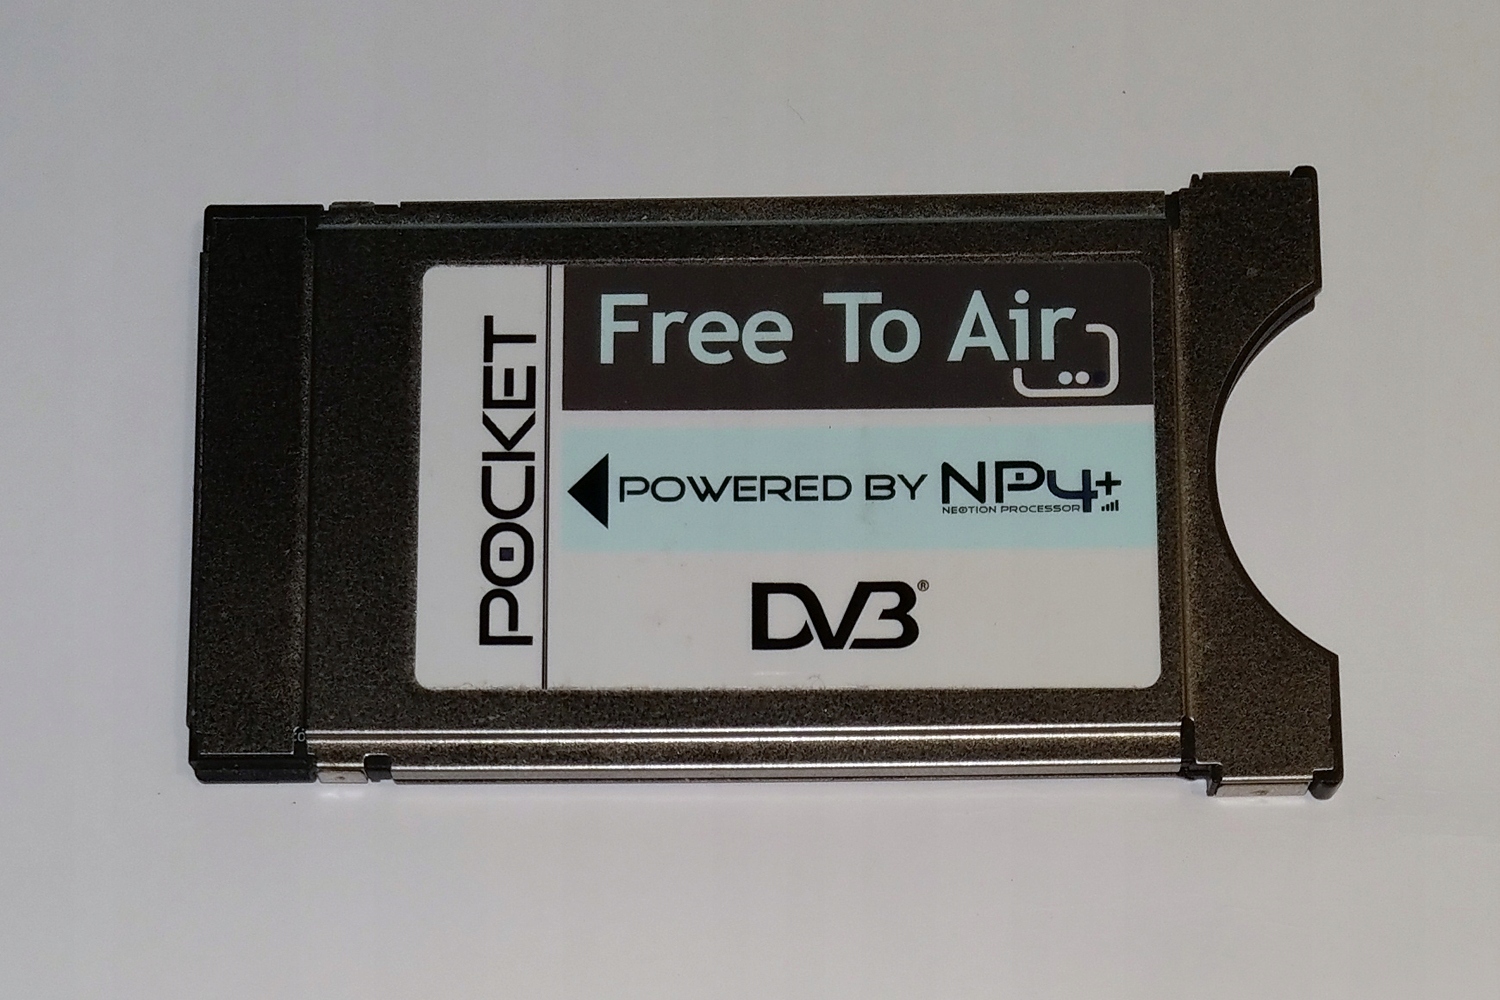 POCKET
Free To Air
POWERED BY NP4+
NEOTION PROCESSOR
DVB®